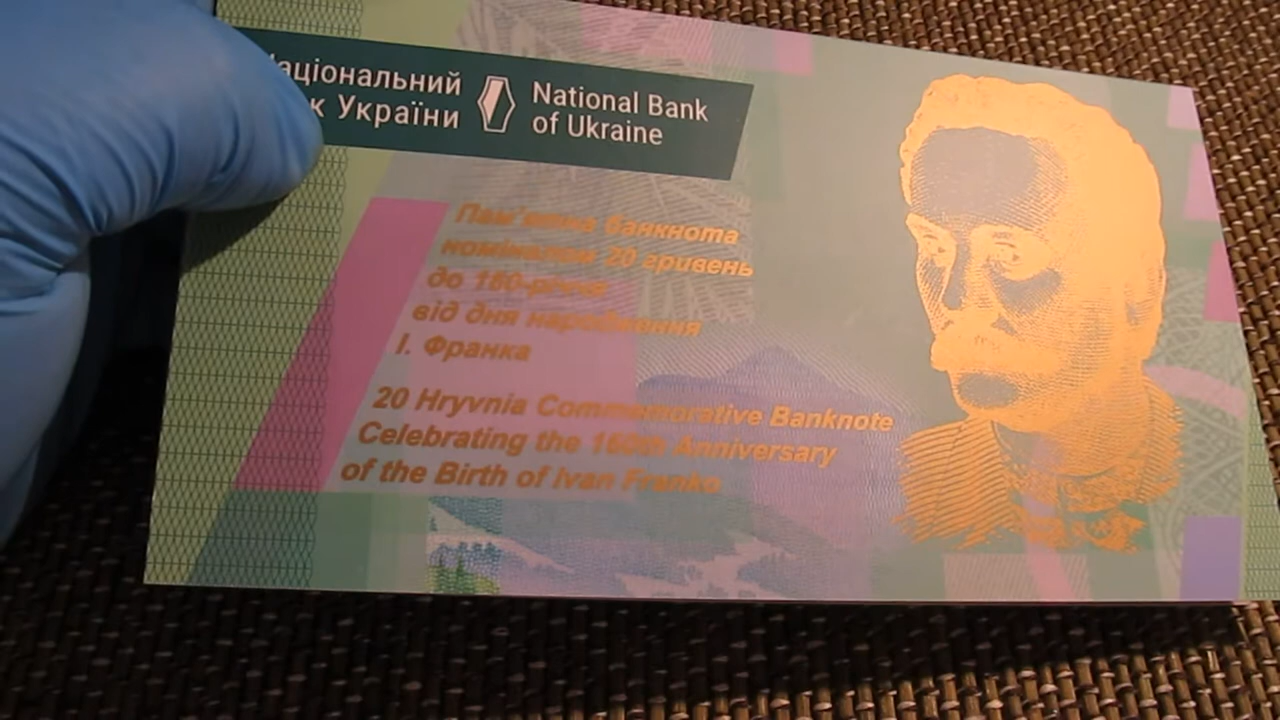 аціональний
к України
National Bank
of Ukraine
Пам'ятна банкнота
номіналом 20 гривень
до 160-річчя
від дня народження
І. Франка
20 Hryvnia Commemorative Banknote
Celebrating the 160th Anniversary
of the Birth of Ivan Franko